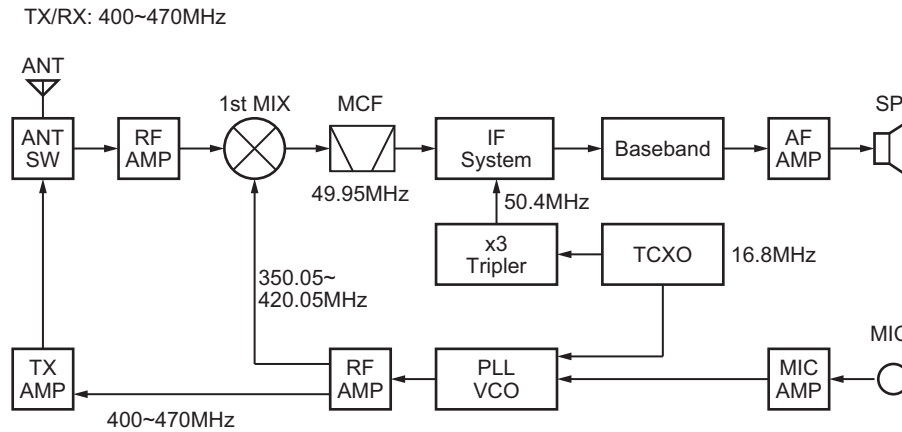 TX/RX: 400~470MHz
ANT
1st MIX
MCF
SP
ANT
SW
RF
AMP
IF
System
Baseband
AF
AMP
49.95MHz
50.4MHz
x3
Tripler
TCXO
16.8MHz
350.05~
420.05MHz
MIC
TX
AMP
RF
AMP
PLL
VCO
MIC
AMP
400~470MHz